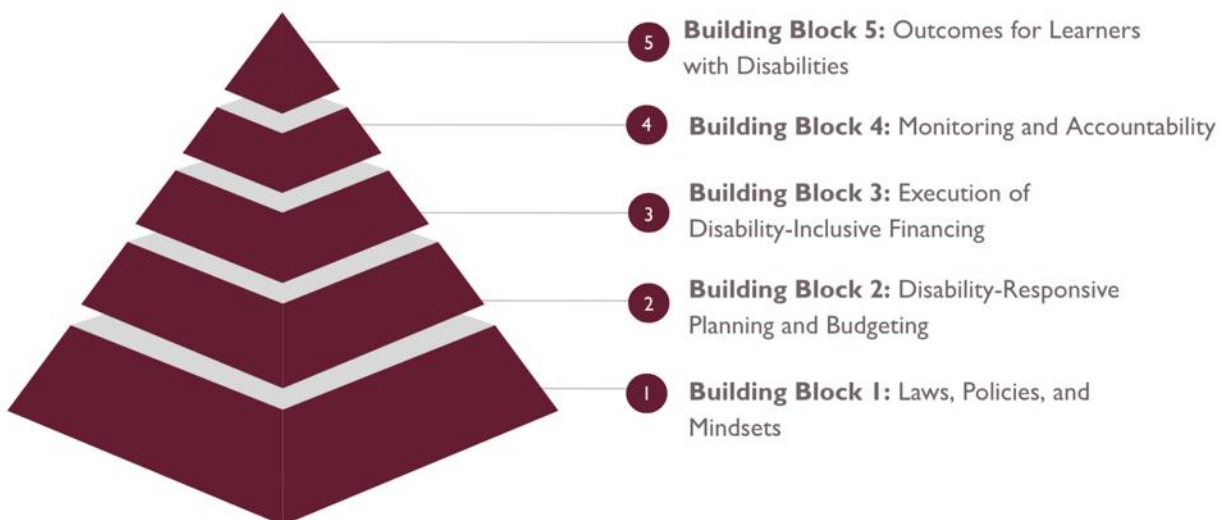 5
Building Block 5: Outcomes for Learners
with Disabilities
4
Building Block 4: Monitoring and Accountability
3
Building Block 3: Execution of
Disability-Inclusive Financing
2
Building Block 2: Disability-Responsive
Planning and Budgeting
1
Building Block 1: Laws, Policies, and
Mindsets